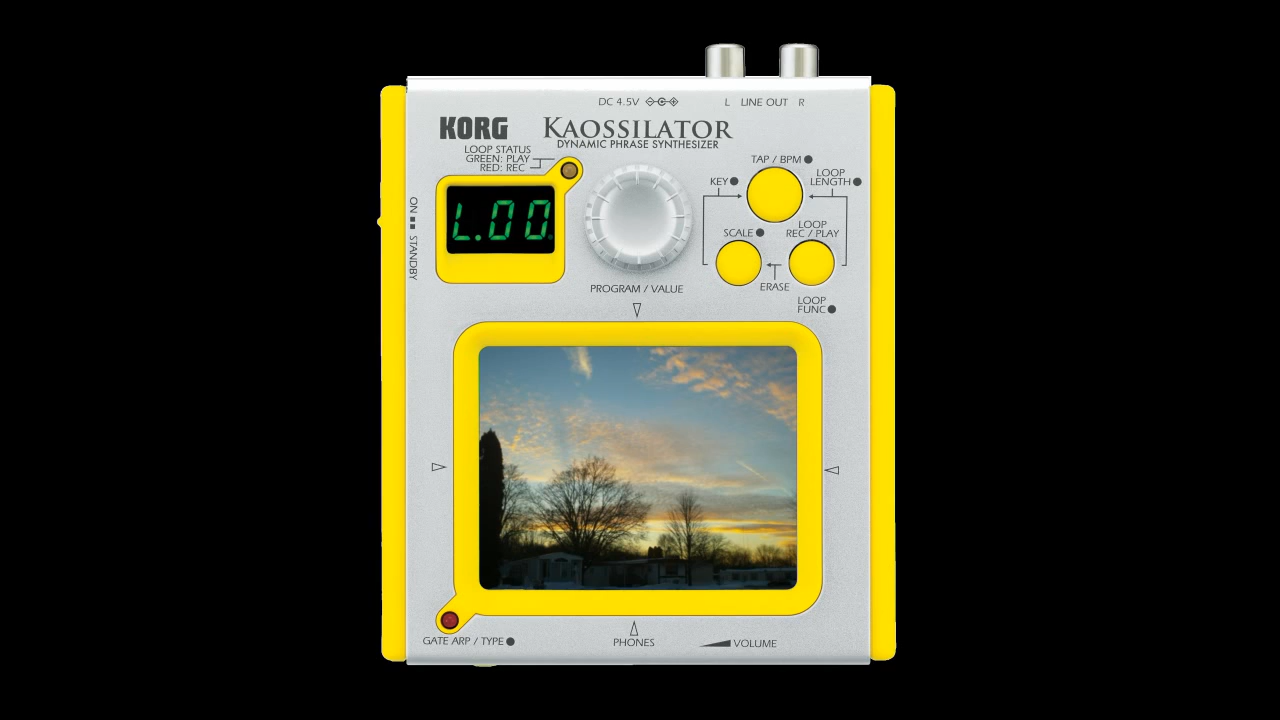 DC 4.5V
L LINE OUT R
KORG
KAOSSILATOR
DYNAMIC PHRASE SYNTHESIZER
LOOP STATUS
GREEN: PLAY
RED: REC
L.00
ON
STANDBY
PROGRAM / VALUE
TAP / BPM
KEY
LOOP
LENGTH
SCALE
LOOP
REC / PLAY
ERASE
LOOP
FUNC
GATE ARP / TYPE
PHONES
VOLUME